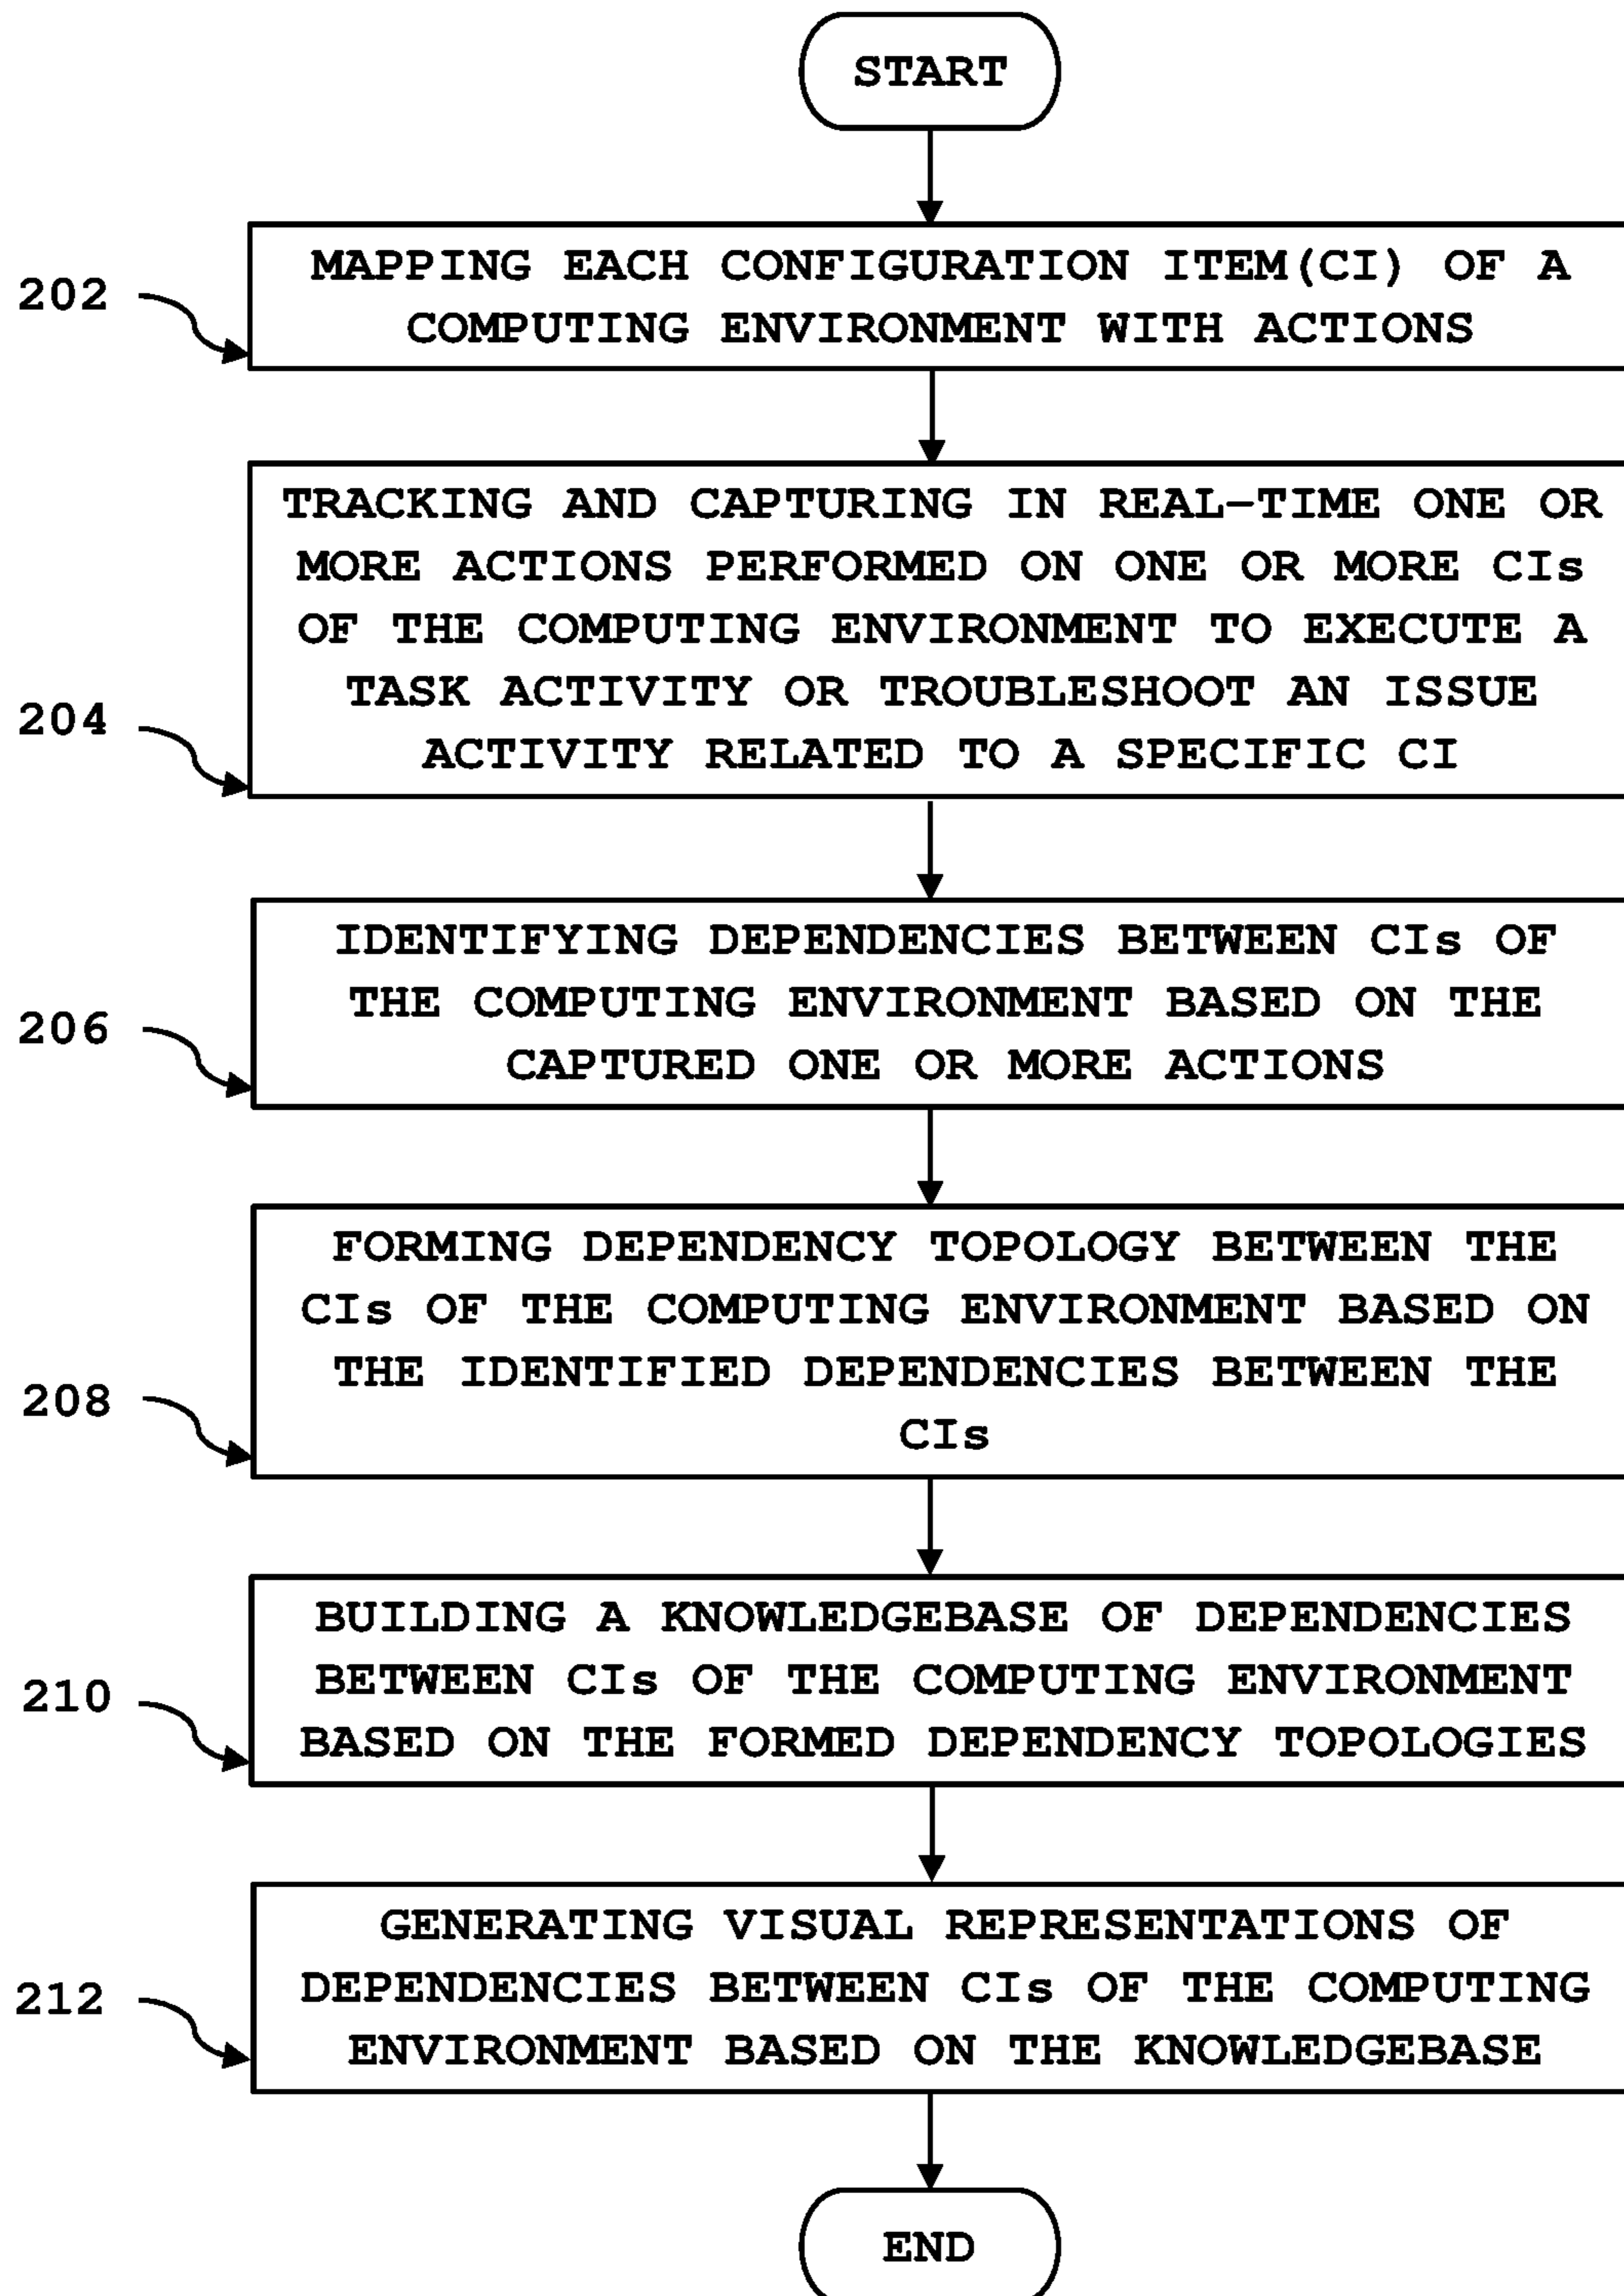 START
202
MAPPING EACH CONFIGURATION ITEM(CI) OF A
COMPUTING ENVIRONMENT WITH ACTIONS
204
TRACKING AND CAPTURING IN REAL-TIME ONE OR
MORE ACTIONS PERFORMED ON ONE OR MORE CIs
OF THE COMPUTING ENVIRONMENT TO EXECUTE A
TASK ACTIVITY OR TROUBLESHOOT AN ISSUE
ACTIVITY RELATED TO A SPECIFIC CI
206
IDENTIFYING DEPENDENCIES BETWEEN CIs OF
THE COMPUTING ENVIRONMENT BASED ON THE
CAPTURED ONE OR MORE ACTIONS
208
FORMING DEPENDENCY TOPOLOGY BETWEEN THE
CIs OF THE COMPUTING ENVIRONMENT BASED ON
THE IDENTIFIED DEPENDENCIES BETWEEN THE
CIs
210
BUILDING A KNOWLEDGEBASE OF DEPENDENCIES
BETWEEN CIs OF THE COMPUTING ENVIRONMENT
BASED ON THE FORMED DEPENDENCY TOPOLOGIES
212
GENERATING VISUAL REPRESENTATIONS OF
DEPENDENCIES BETWEEN CIs OF THE COMPUTING
ENVIRONMENT BASED ON THE KNOWLEDGEBASE
END